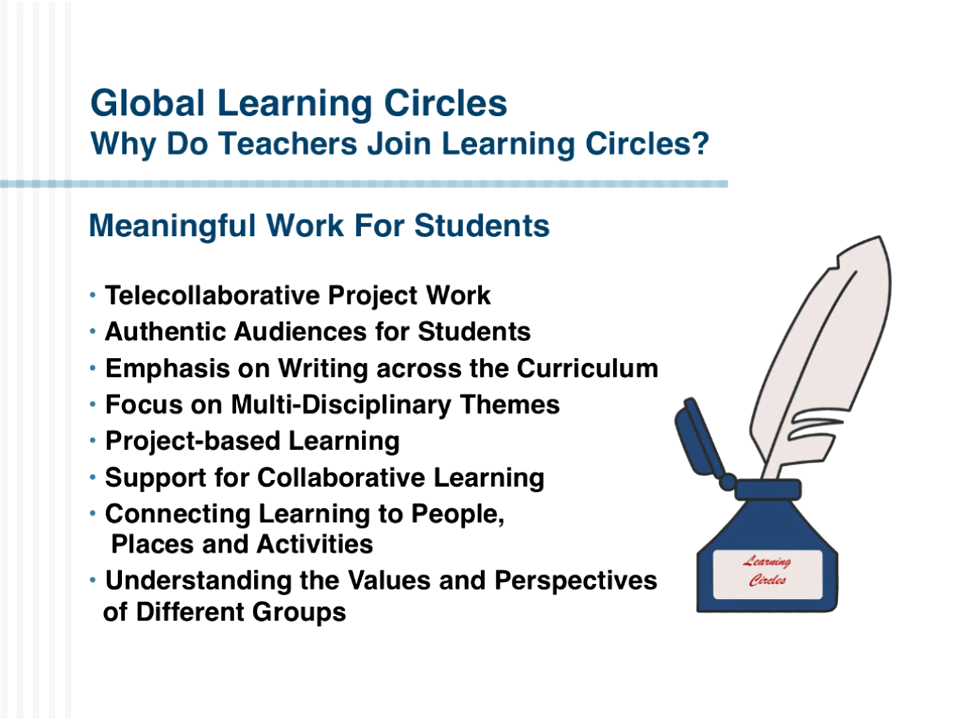 Global Learning Circles
Why Do Teachers Join Learning Circles?
Meaningful Work For Students
• Telecollaborative Project Work
• Authentic Audiences for Students
• Emphasis on Writing across the Curriculum
• Focus on Multi-Disciplinary Themes
• Project-based Learning
• Support for Collaborative Learning
• Connecting Learning to People,
Places and Activities
• Understanding the Values and Perspectives
of Different Groups
Learning
Circles